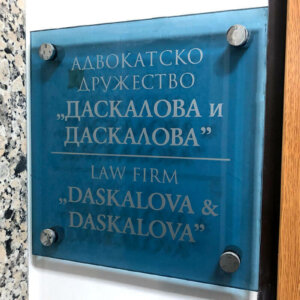 АДВОКАТСКО
ДРУЖЕСТВО
„ДАСКАЛОВА и
ДАСКАЛОВА”
LAW FIRM
„DASKALOVA &
DASKALOVA”